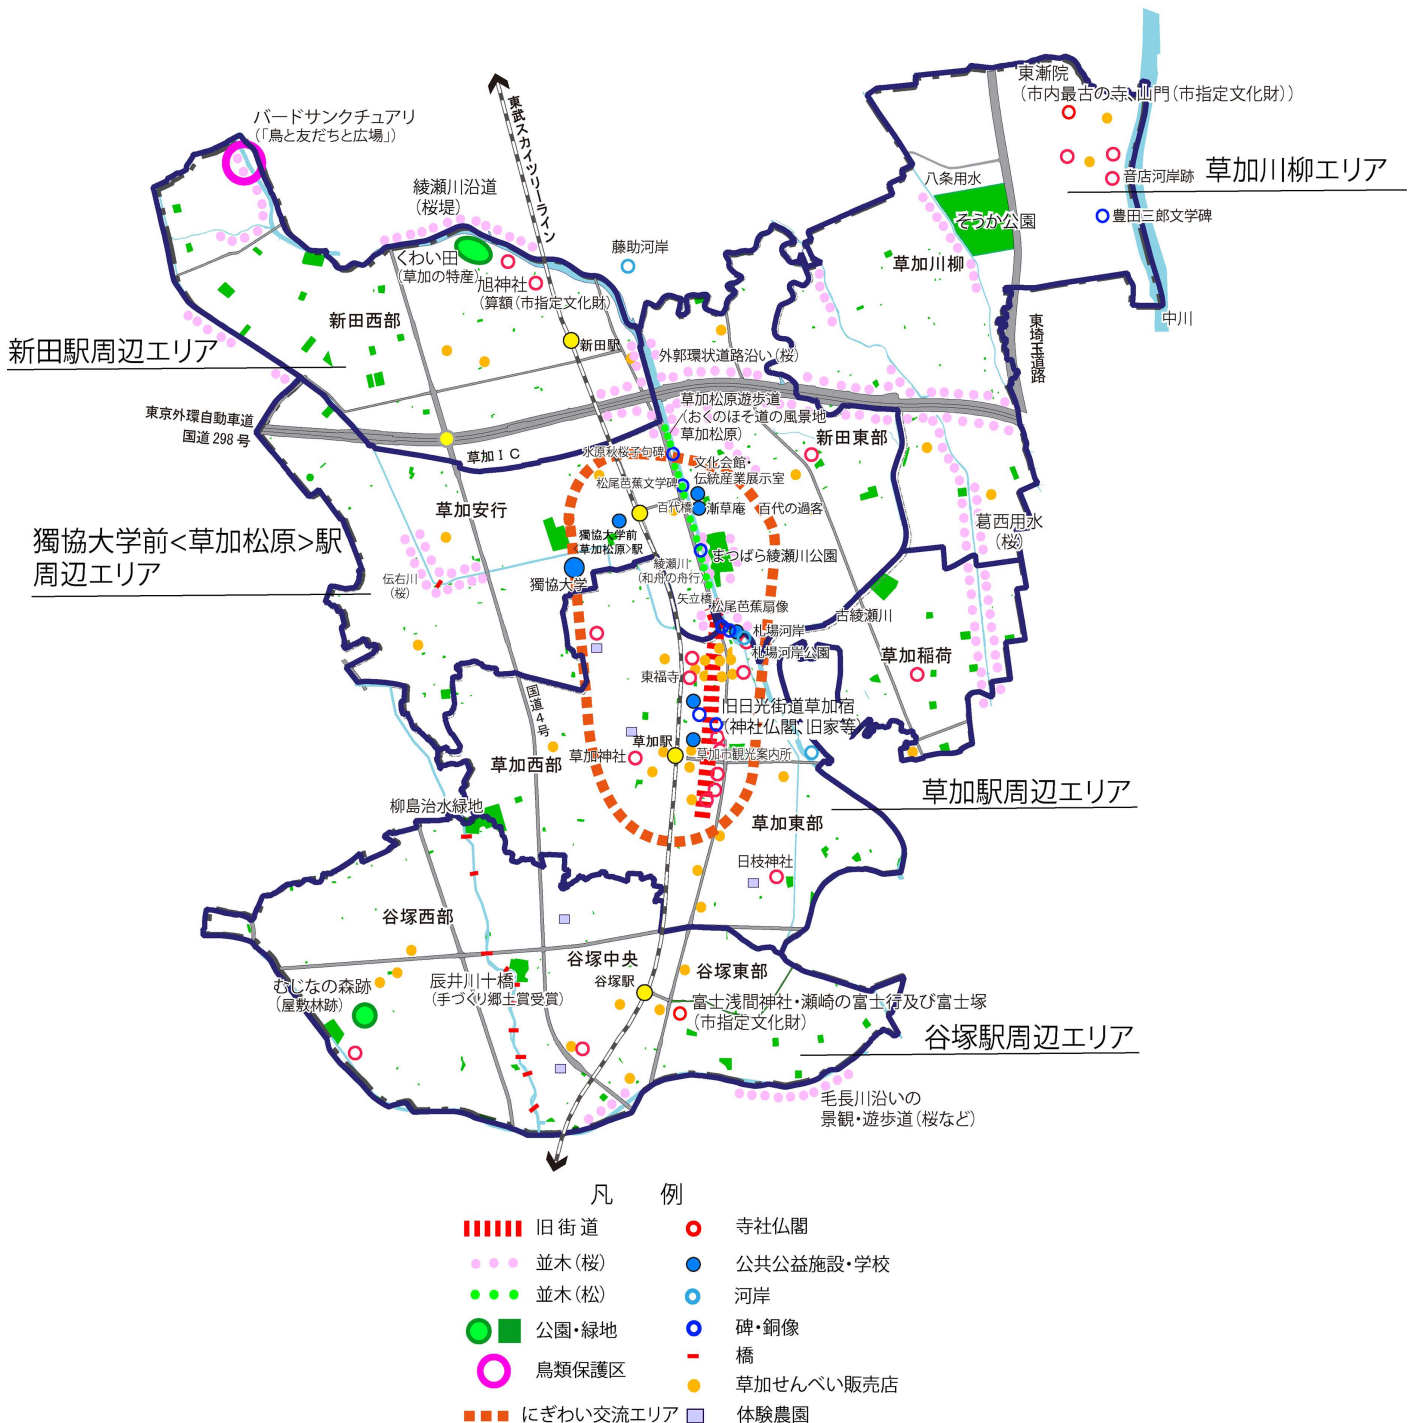 東漸院
（市内最古の寺、山門（市指定文化財））
バードサンクチュアリ
（「鳥と友だちと広場」）
東武スカイツリーライン
草加川柳エリア
音店河岸跡
八条用水
綾瀬川沿道
（桜堤）
豊田三郎文学碑
そうか公園
藤助河岸
くわい田
（草加の特産）
草加川柳
旭神社
（算額（市指定文化財）
新田西部
中川
東埼玉道路
新田駅
新田駅周辺エリア
外郭環状道路沿い（桜）
草加松原遊歩道
（おくのほそ道の風景地
草加松原）
東京外環自動車道
国道298号
新田東部
草加IC
水原秋桜子句碑
文化会館・
伝統産業展示室
松尾芭蕉文学碑
百代橋
漸草庵　百代の過客
草加安行
葛西用水
（桜）
獨協大学前<草加松原>駅
周辺エリア
獨協大学前
<草加松原>駅
まつばら綾瀬川公園
綾瀬川
（和舟の舟行）
獨協大学
伝右川
（桜）
矢立橋
松尾芭蕉扇像
古綾瀬川
札場河岸
札場河岸公園
草加稲荷
東福寺
国道4号
旧日光街道草加宿
（神社仏閣、旧家等）
草加駅
草加市観光案内所
草加神社
草加西部
草加駅周辺エリア
柳島治水緑地
草加東部
日枝神社
谷塚西部
谷塚中央
谷塚東部
谷塚駅
辰井川十橋
（手づくり郷土賞受賞）
むじなの森跡
（屋敷林跡）
富士浅間神社・瀬崎の富士行及び富士塚
（市指定文化財）
谷塚駅周辺エリア
毛長川沿いの
景観・遊歩道（桜など）
凡　例
旧街道
寺社仏閣
並木（桜）
公共公益施設・学校
並木（松）
河岸
公園・緑地
碑・銅像
橋
鳥類保護区
草加せんべい販売店
にぎわい交流エリア
体験農園